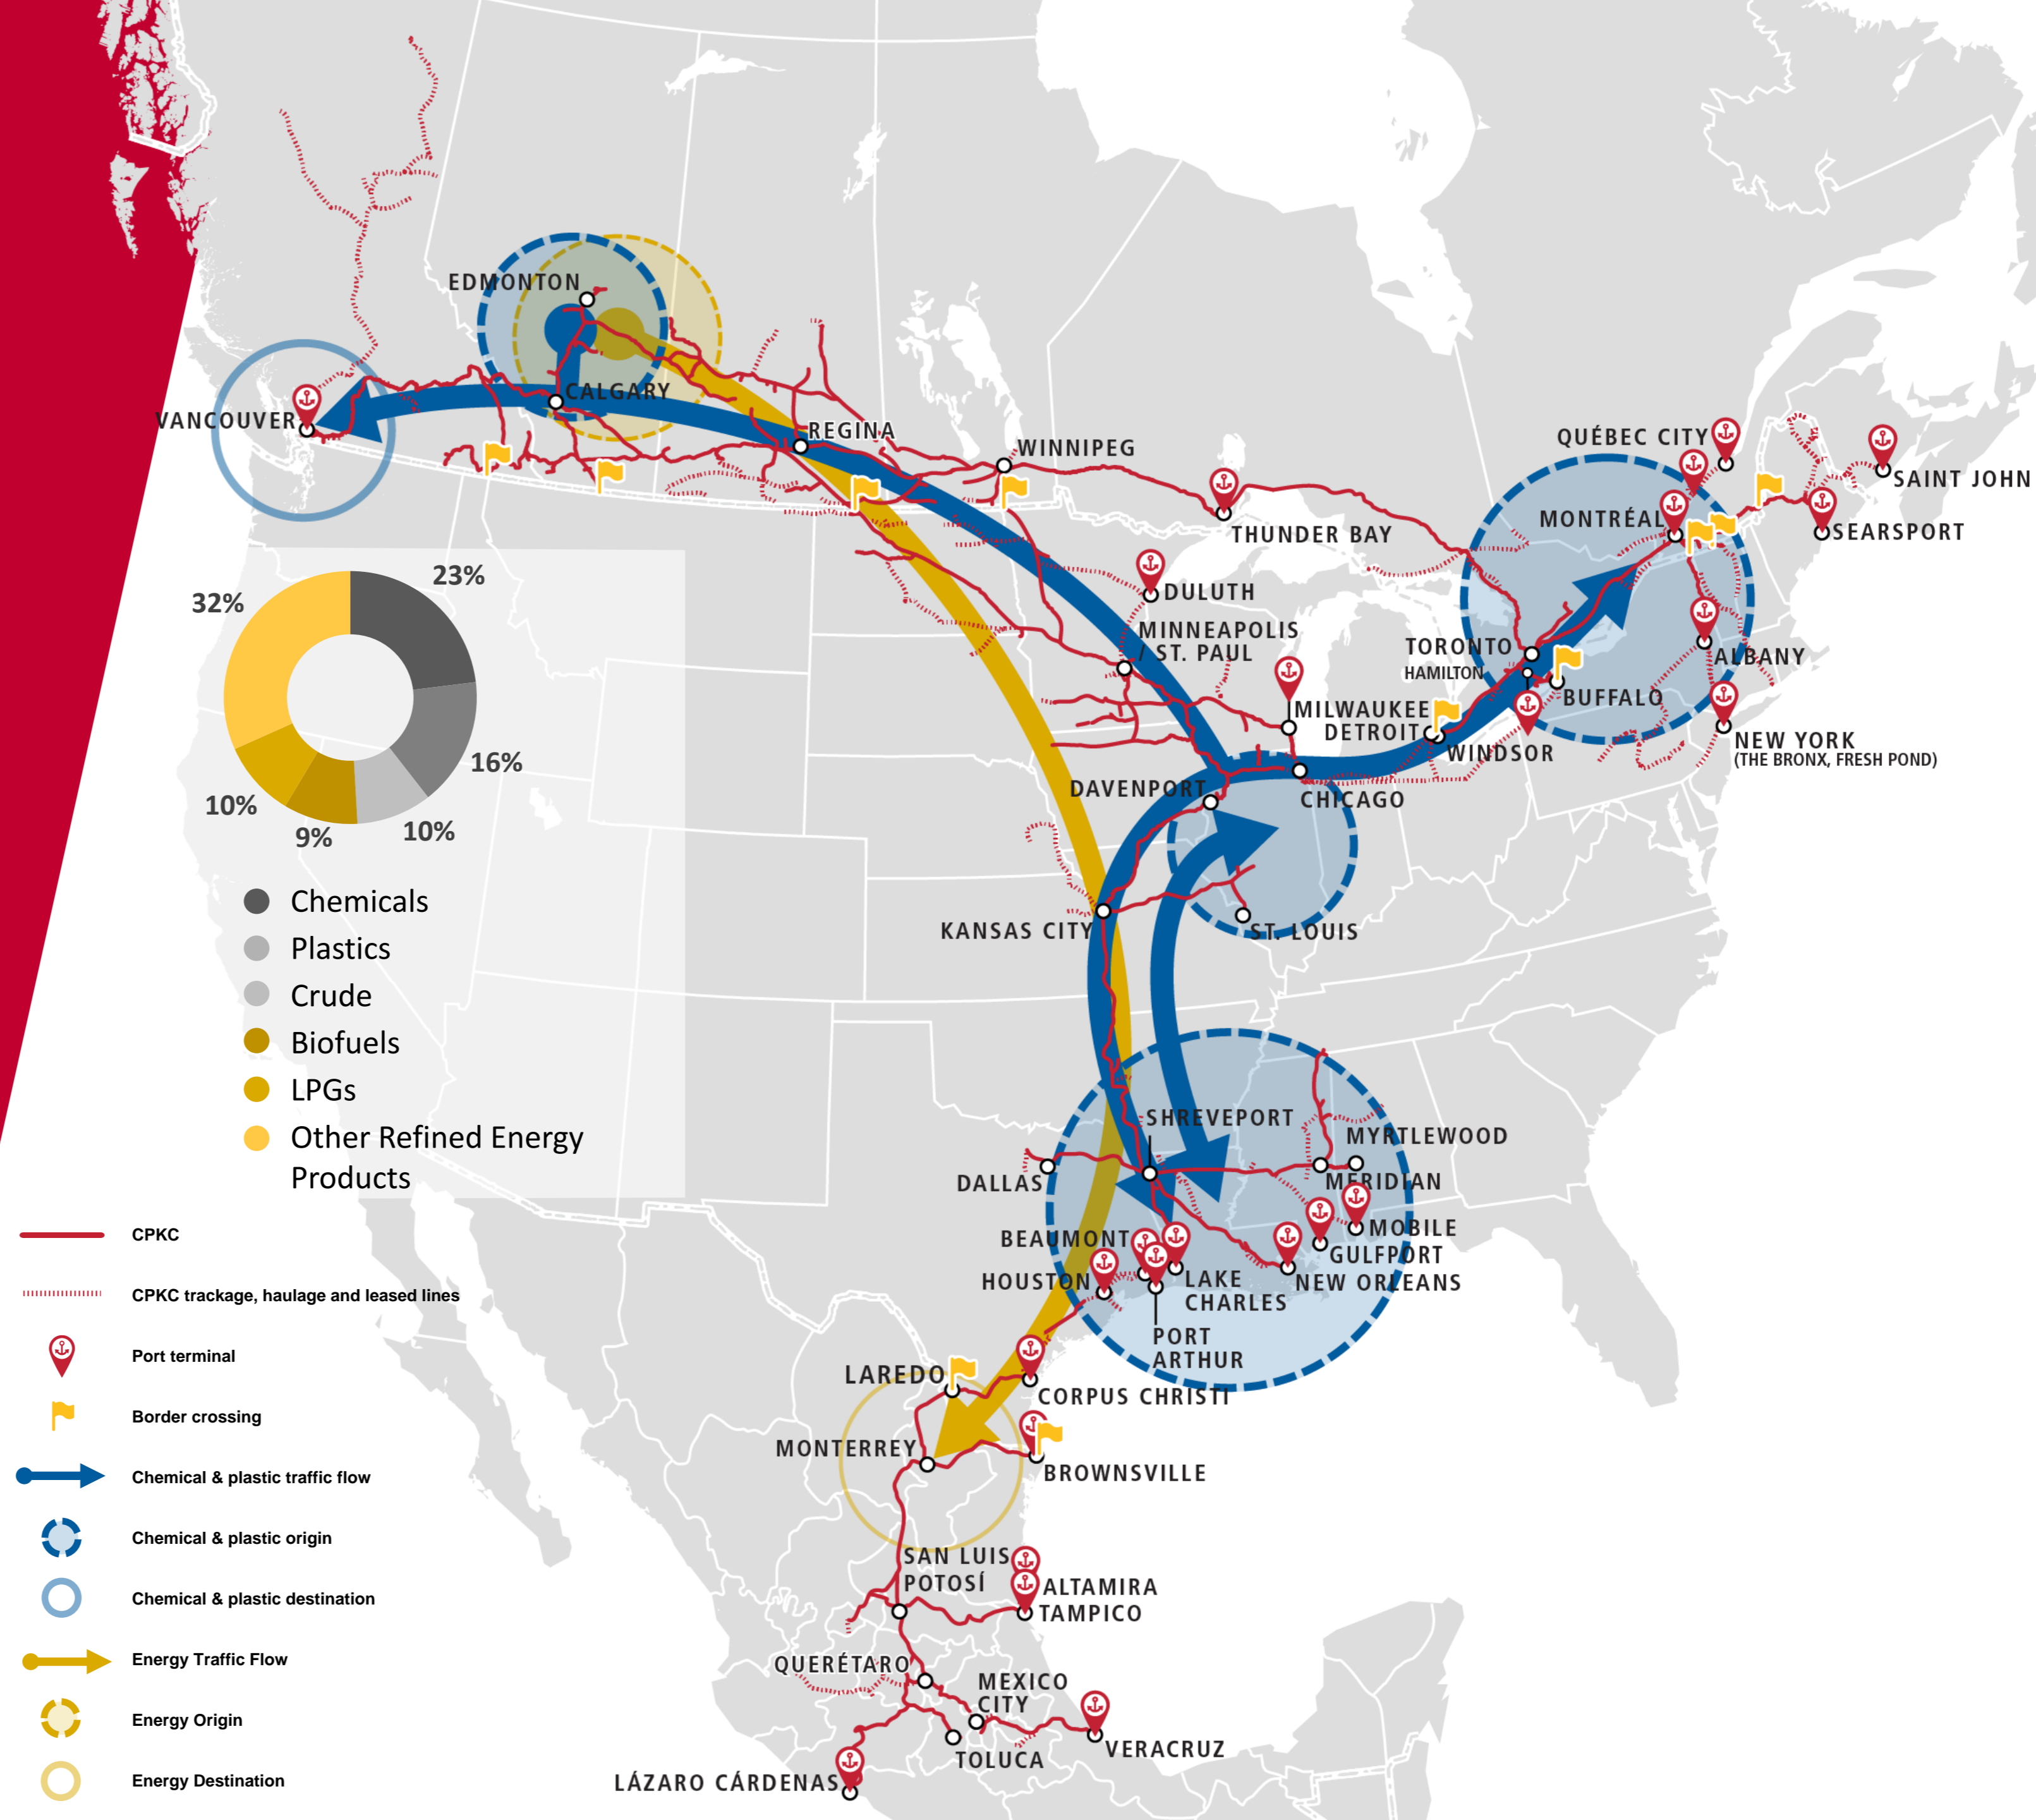 EDMONTON
CALGARY
VANCOUVER
REGINA
WINNIPEG
THUNDER BAY
DULUTH
MINNEAPOLIS
/ ST. PAUL
MILWAUKEE
DETROIT
WINDSOR
TORONTO
HAMILTON
BUFFALO
QUÉBEC CITY
MONTRÉAL
SAINT JOHN
SEARSPORT
ALBANY
NEW YORK
(THE BRONX, FRESH POND)
DAVENPORT
CHICAGO
KANSAS CITY
ST. LOUIS
SHREVEPORT
MYRTLEWOOD
DALLAS
MERIDIAN
MOBILE
GULFPORT
NEW ORLEANS
BEAUMONT
HOUSTON
LAKE
CHARLES
PORT
ARTHUR
LAREDO
CORPUS CHRISTI
MONTERREY
BROWNSVILLE
SAN LUIS
POTOSÍ
ALTAMIRA
TAMPICO
QUERÉTARO
MEXICO
CITY
TOLUCA
VERACRUZ
LÁZARO CÁRDENAS
23%
32%
16%
10%
9%
10%
Chemicals
Plastics
Crude
Biofuels
LPGs
Other Refined Energy
Products
CPKC
CPKC trackage, haulage and leased lines
Port terminal
Border crossing
Chemical & plastic traffic flow
Chemical & plastic origin
Chemical & plastic destination
Energy Traffic Flow
Energy Origin
Energy Destination